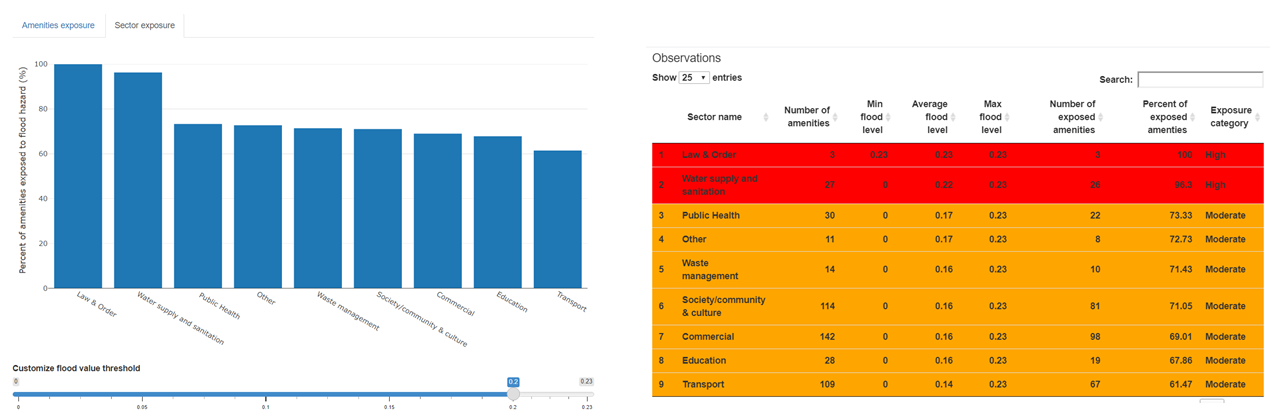 Amenities exposure Sector exposure
Percent of amenities exposed to flood hazard (%)
100
80
60
40
20
0
Law & Order
Water supply and sanitation
Public Health
Other
Waste management
Society/community & culture
Commercial
Education
Transport
Customize flood value threshold
0 0.2 0.23
0 0.05 0.1 0.15 0.2 0.23
Observations
Show 25 entries
Search:
Sector name
Number of
amenities
Min
flood
level
Average
flood
level
Max
flood
level
Number of
exposed
amenities
Percent of
exposed
amenties
Exposure
category
1 Law & Order 3 0.23 0.23 0.23 3 100 High
2 Water supply and
sanitation 27 0 0.22 0.23 26 96.3 High
3 Public Health 30 0 0.17 0.23 22 73.33 Moderate
4 Other 11 0 0.17 0.23 8 72.73 Moderate
5 Waste
management 14 0 0.16 0.23 10 71.43 Moderate
6 Society/community
& culture 114 0 0.16 0.23 81 71.05 Moderate
7 Commercial 142 0 0.16 0.23 98 69.01 Moderate
8 Education 28 0 0.16 0.23 19 67.86 Moderate
9 Transport 109 0 0.14 0.23 67 61.47 Moderate